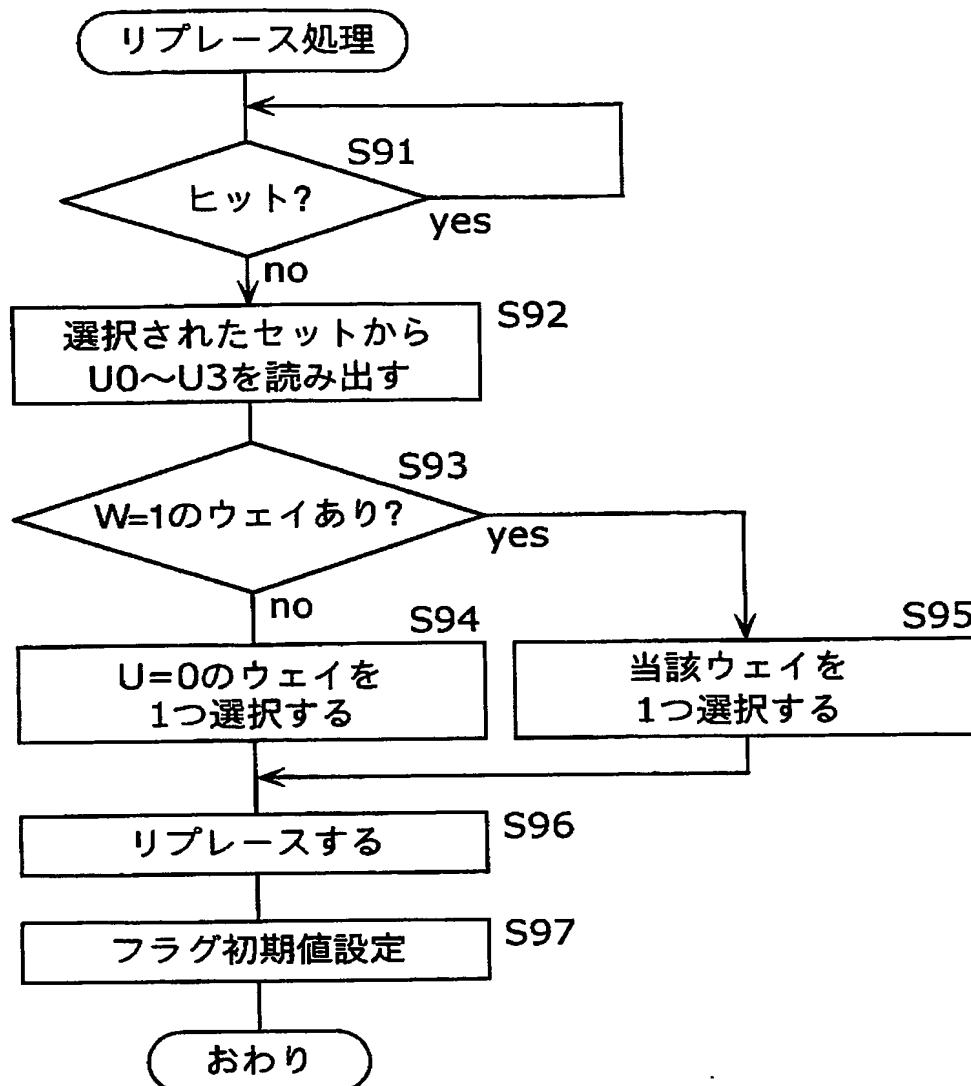 リプレース処理
S91
ヒット?
yes
no
S92
選択されたセットから
U0～U3を読み出す
S93
W=1のウェイあり?
yes
no
S94
U=0のウェイを
1つ選択する
S95
当該ウェイを
1つ選択する
リプレースする
S96
フラグ初期値設定
S97
おわり